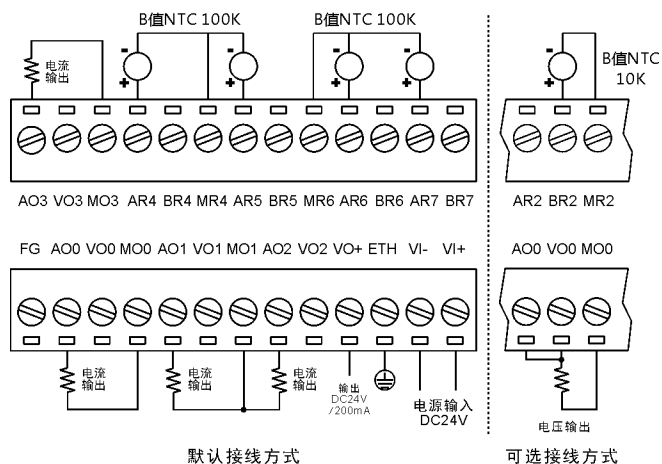 B值NTC 100K
B值NTC 100K
- - - - -
电流
输出
B值NTC
10K
+ + + + +
AO3 VO3 MO3 AR4 BR4 MR4 AR5 BR5 MR6 AR6 BR6 AR7 BR7
AR2 BR2 MR2
FG AO0 VO0 MO0 AO1 VO1 MO1 AO2 VO2 VO+ ETH VI- VI+
AO0 VO0 MO0
电流
输出
电流
输出
电流
输出
输出
DC24V
/200mA
电源输入
DC24V
电压输出
默认接线方式
可选接线方式